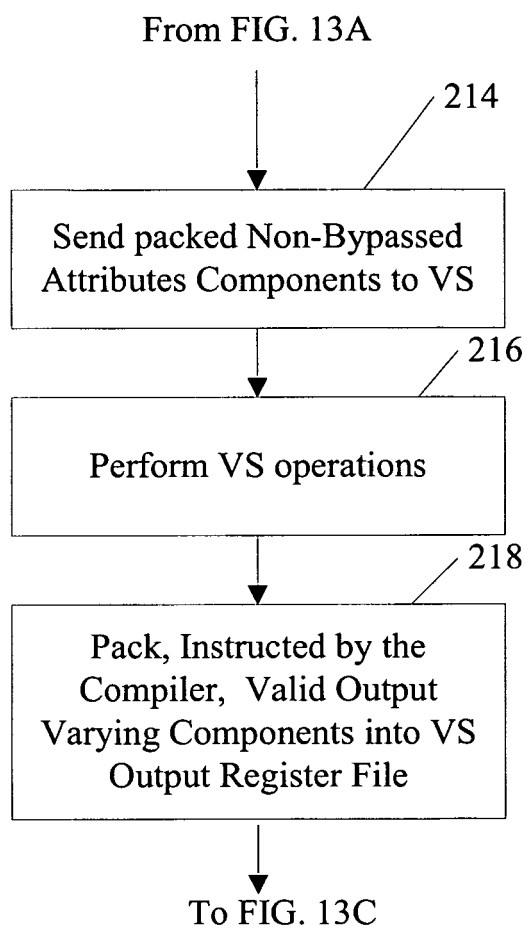 From FIG. 13A
214
Send packed Non-Bypassed
Attributes Components to VS
216
Perform VS operations
218
Pack, Instructed by the
Compiler, Valid Output
Varying Components into VS
Output Register File
To FIG. 13C